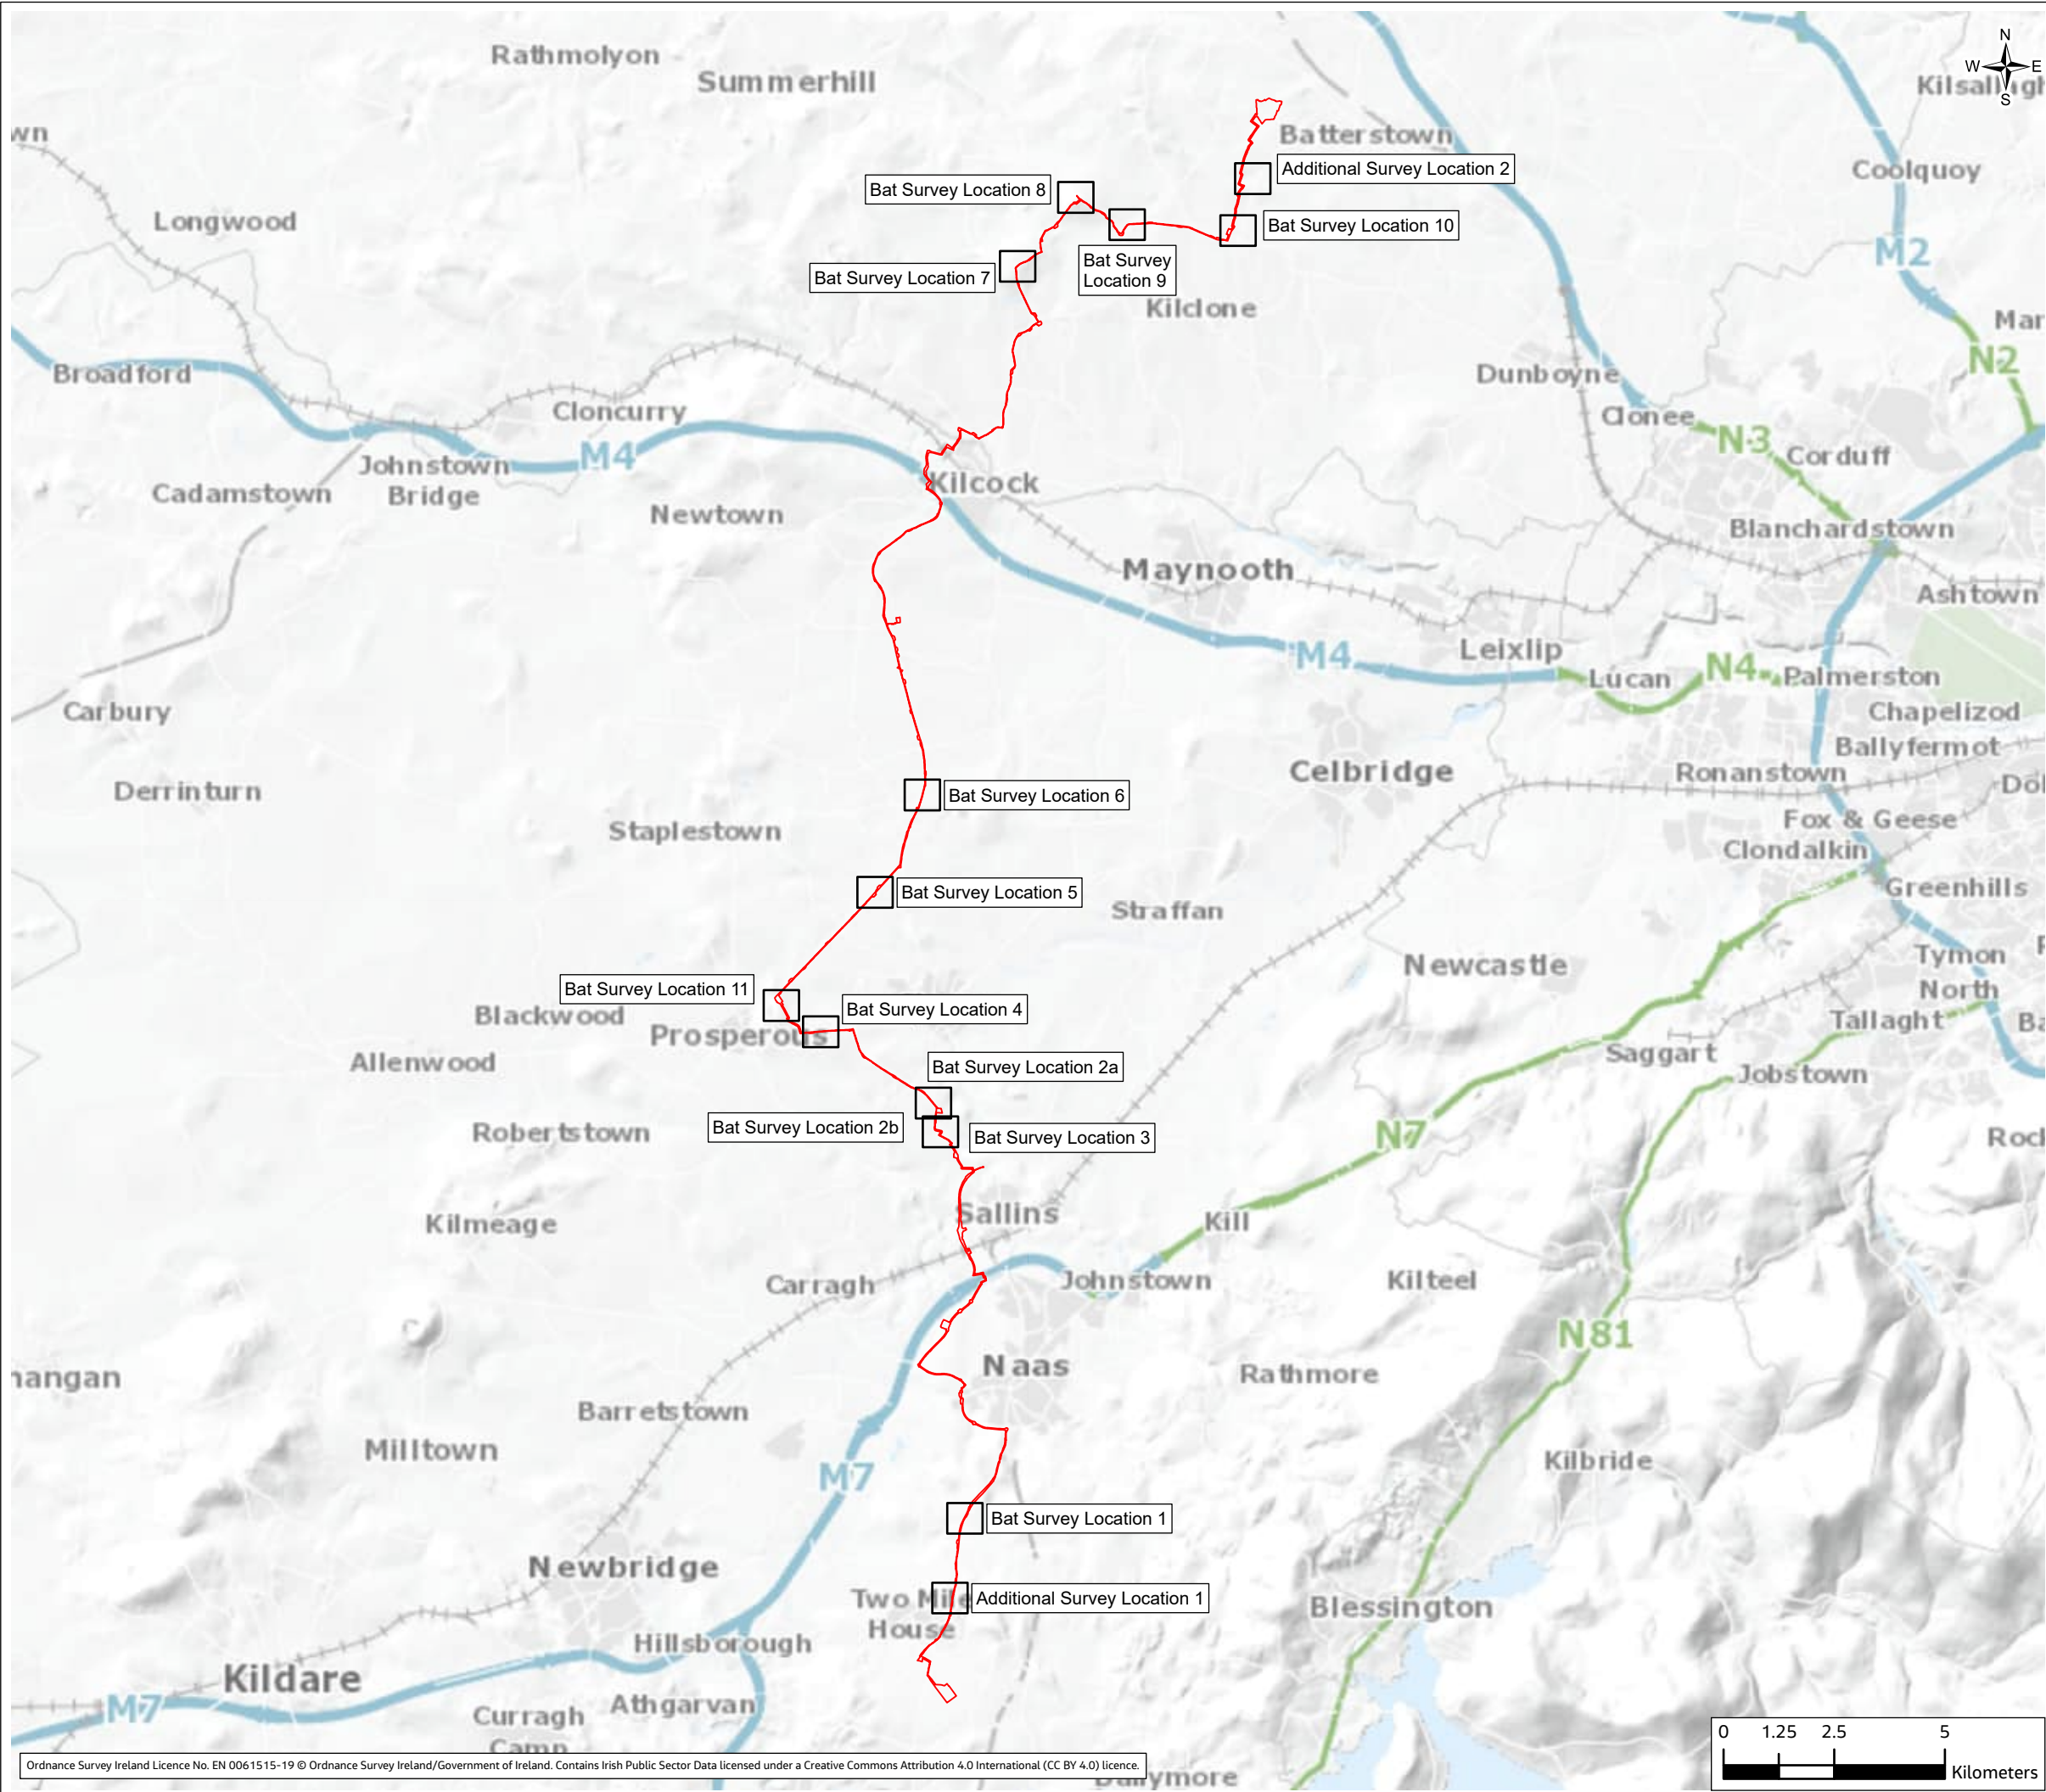 Rathmolyon
Summerhill
N
W
E
S
Batterstown
Additional Survey Location 2
Coolquoy
Bat Survey Location 8
Longwood
Bat Survey Location 10
M2
Bat Survey
Location 9
Bat Survey Location 7
Kilclone
N2
Broadford
Dunboyne
Cloncurry
Clonee
N3
Corduff
M4
Johnstown
Bridge
Cadamstown
Kilcock
Newtown
Blanchardstown
Maynooth
Ashtown
M4
Leixlip
Lucan
N4
Palmerston
Carbury
Chapelizod
Ballyfermot
Celbridge
Ronanstown
Derrinturn
Bat Survey Location 6
Staplestown
Fox & Geese
Clondalkin
Bat Survey Location 5
Greenhills
Straffan
Newcastle
Tymon
North
Bat Survey Location 11
Bat Survey Location 4
Blackwood
Prosperous
Tallaght
Saggart
Allenwood
Jobstown
Bat Survey Location 2a
Bat Survey Location 2b
Robertstown
N7
Bat Survey Location 3
Sallins
Kill
Kilmeage
Carragh
Johnstown
Kilteel
N81
Naas
Rathmore
Barretstown
Milltown
Kilbride
M7
Bat Survey Location 1
Newbridge
Two Mile
House
Additional Survey Location 1
Blessington
Hillsborough
Kildare
M7
Athgarvan
Curragh
Camp
0 1.25 2.5 5
Kilometers
Ordnance Survey Ireland Licence No. EN 0061515-19 © Ordnance Survey Ireland/Government of Ireland. Contains Irish Public Sector Data licensed under a Creative Commons Attribution 4.0 International (CC BY 4.0) licence.